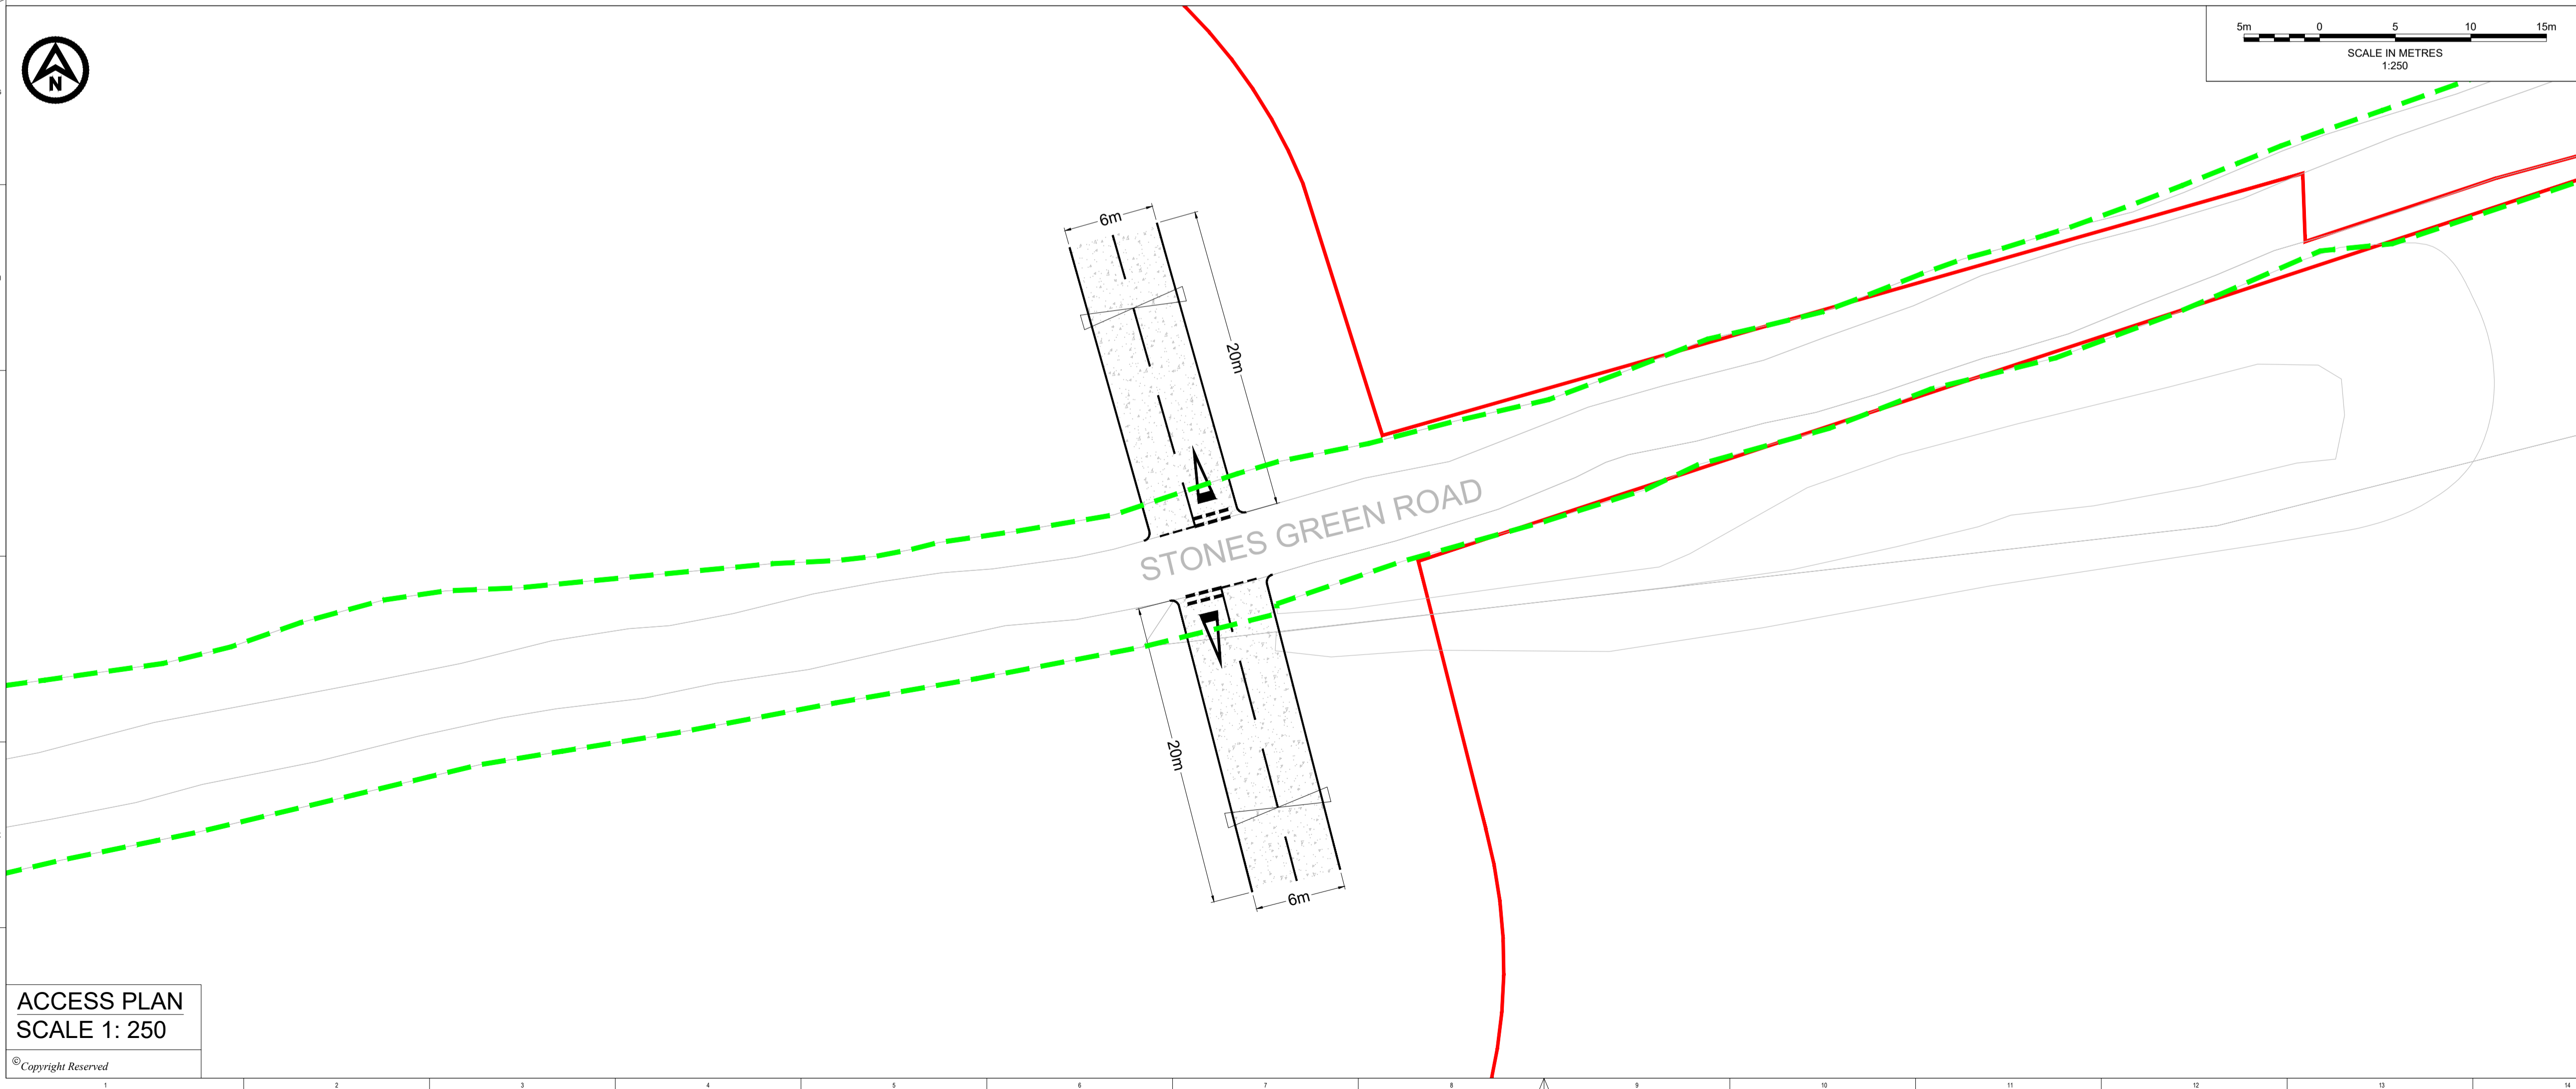 5m 0 5 10 15m
SCALE IN METRES
1:250
N
6m
20m
STONES GREEN ROAD
20m
6m
ACCESS PLAN
SCALE 1: 250
©Copyright Reserved
1 2 3 4 5 6 7 8 9 10 11 12 13 14